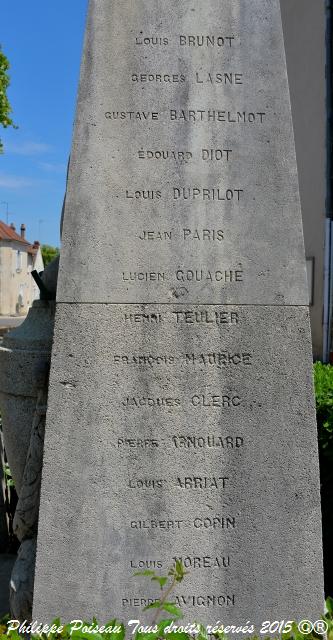 LOUIS BRUNOT
GEORGES LASNE
GUSTAVE BARTHELMOT
ÉDOUARD DIOT
LOUIS DUPRILOT
JEAN PARIS
LUCIEN GOUACHE
HENRI TEULIER
FRANÇOIS MAURICE
JACQUES CLERC
PIERRE ARNOUARD
LOUIS ARRIAT
GILBERT COPIN
LOUIS MOREAU
PIERRE AVIGNON
Philippe Poiseau Tous droits réservés 2015 ©®